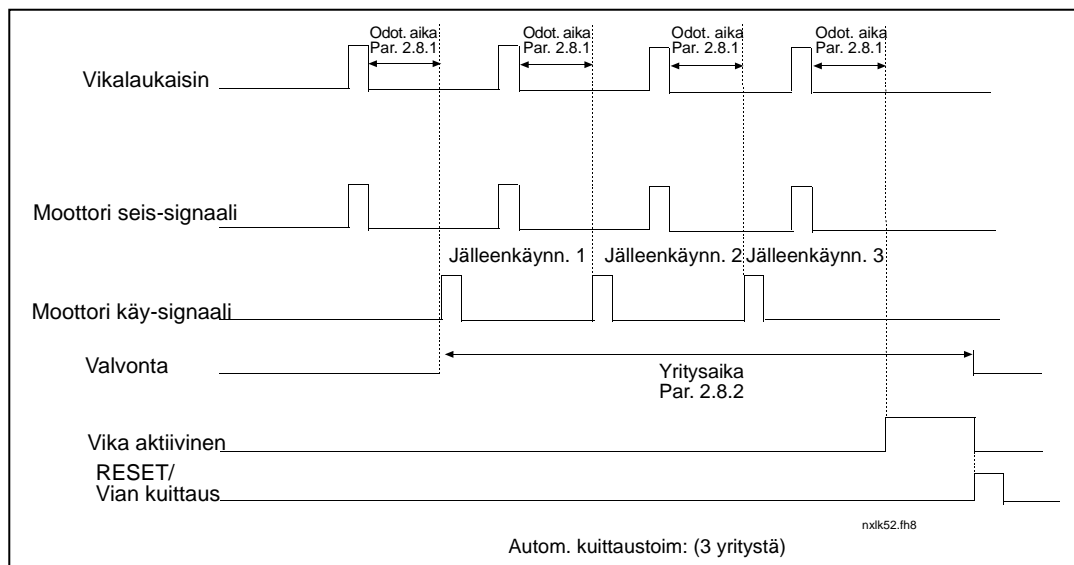 Odot. aika
Par. 2.8.1
Odot. aika
Par. 2.8.1
Odot. aika
Par. 2.8.1
Odot. aika
Par. 2.8.1
Vikalaukaisin
Moottori seis-signaali
Jälleenkäynn. 1
Jälleenkäynn. 2
Jälleenkäynn. 3
Moottori käy-signaali
Valvonta
Yritysaika
Par. 2.8.2
Vika aktiivinen
RESET/
Vian kuittaus
nxlk52.fh8
Autom. kuittaustoim: (3 yritystä)